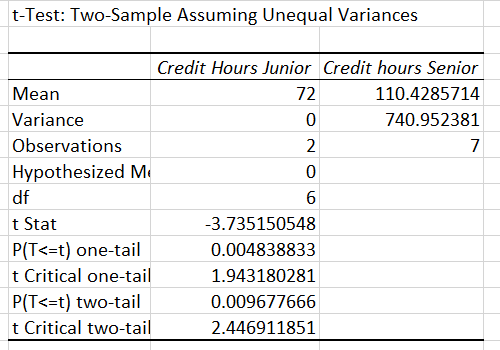 t-Test: Two-Sample Assuming Unequal Variances
Credit Hours Junior Credit hours Senior
Mean 72 110.4285714
Variance 0 740.952381
Observations 2 7
Hypothesized Me 0
df 6
t Stat -3.735150548
P(T<=t) one-tail 0.004838833
t Critical one-tail 1.943180281
P(T<=t) two-tail 0.009677666
t Critical two-tail 2.446911851